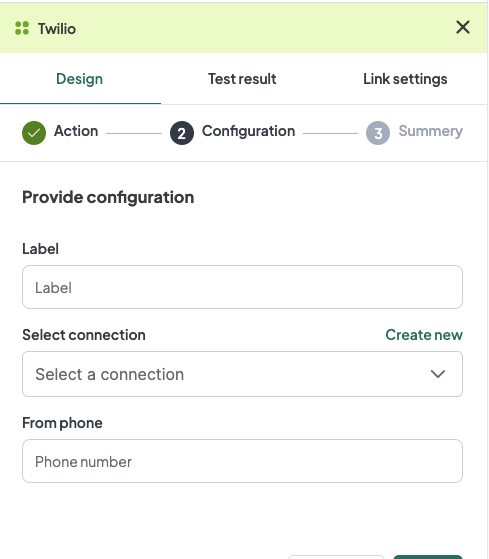 Twilio
Design Test result Link settings
Action 2 Configuration 3 Summery
Provide configuration
Label
Label
Select connection Create new
Select a connection
From phone
Phone number